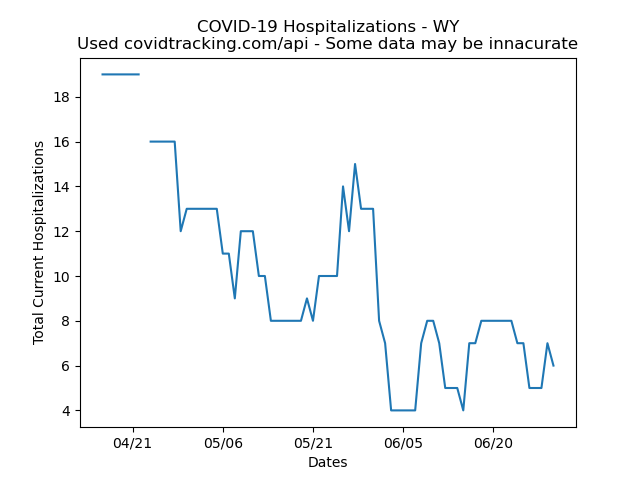 COVID-19 Hospitalizations - WY
Used covidtracking.com/api - Some data may be innacurate
Total Current Hospitalizations
18
16
14
12
10
8
6
4
04/21 05/06 05/21 06/05 06/20
Dates